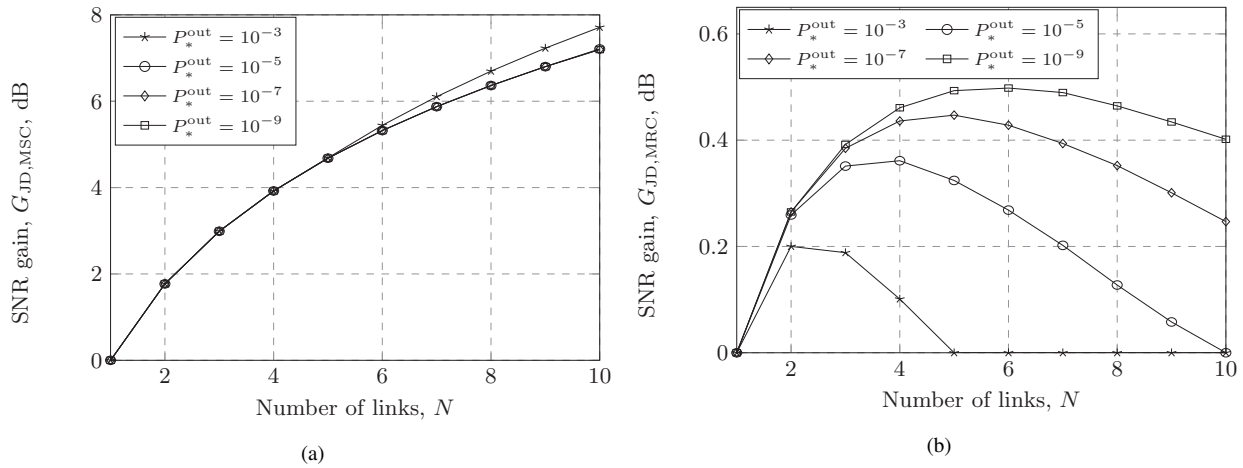 8
6
4
2
0
2
4
6
8
10
SNR gain, G_JD,MSC, dB
Number of links, N
P_*^out = 10^−3
P_*^out = 10^−5
P_*^out = 10^−7
P_*^out = 10^−9
(a)
0.6
0.4
0.2
0
2
4
6
8
10
SNR gain, G_JD,MRC, dB
Number of links, N
P_*^out = 10^−3
P_*^out = 10^−5
P_*^out = 10^−7
P_*^out = 10^−9
(b)